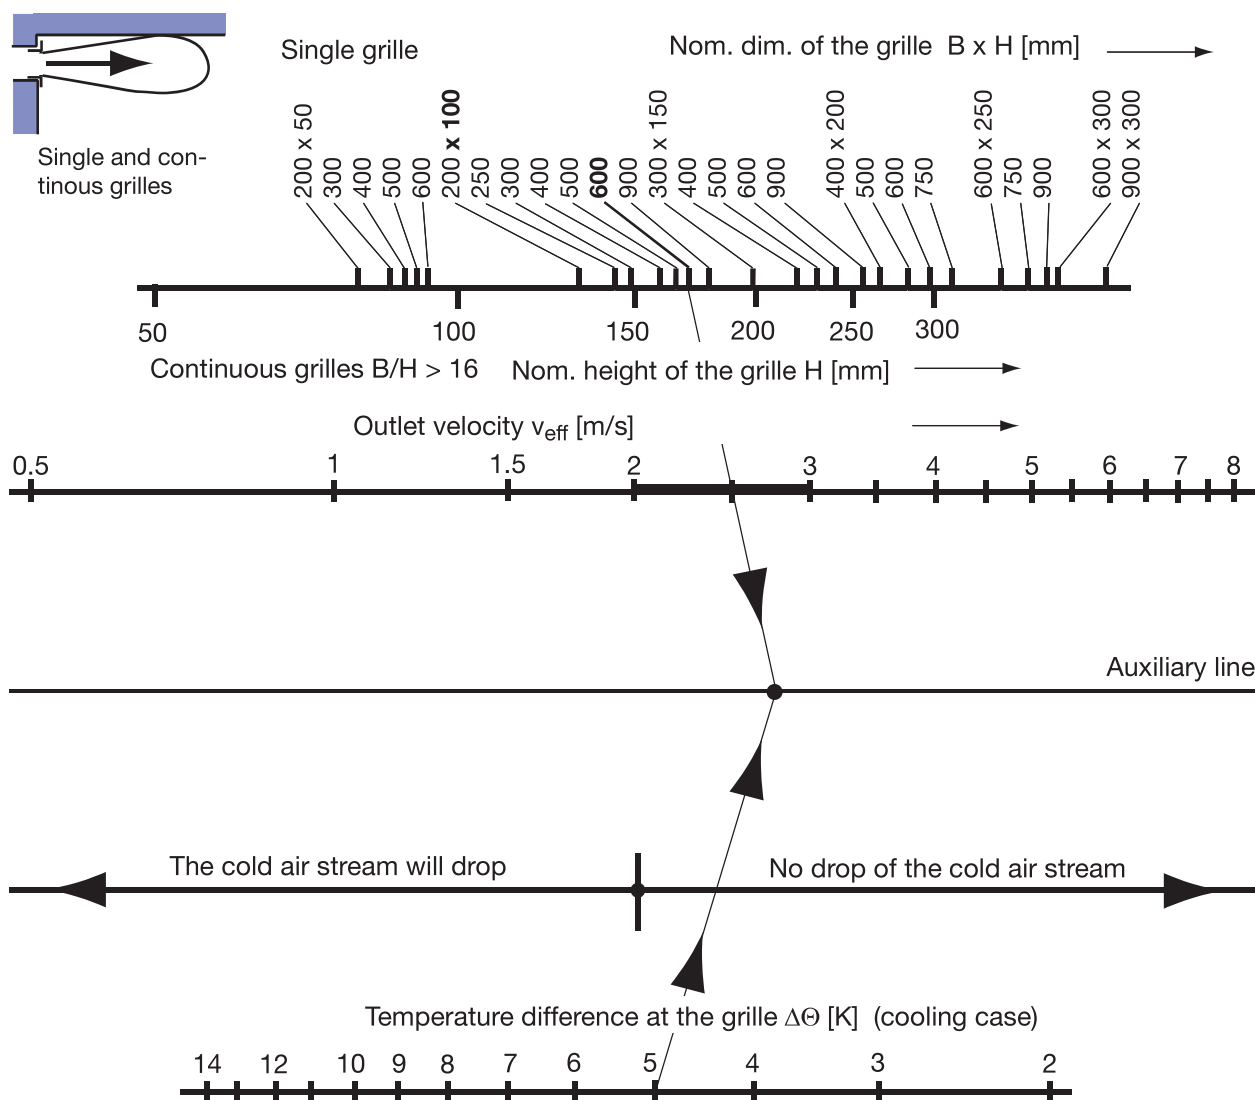 Single grille
Nom. dim. of the grille B x H [mm]
Single and con-
tinous grilles
200 x 50
300
400
500
600
200 x 100
250
300
400
500
600
900
300 x 150
400
500
600
900
400 x 200
500
600
750
600 x 250
750
900
600 x 300
900 x 300
50 100 150 200 250 300
Continuous grilles B/H > 16 Nom. height of the grille H [mm]
Outlet velocity veff [m/s]
0.5 1 1.5 2 3 4 5 6 7 8
Auxiliary line
The cold air stream will drop
No drop of the cold air stream
Temperature difference at the grille ΔΘ [K] (cooling case)
14 12 10 9 8 7 6 5 4 3 2